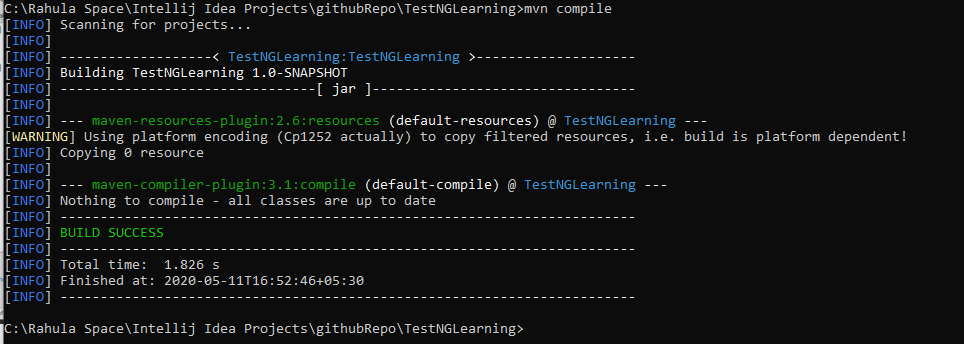 C:\Rahula Space\Intellij Idea Projects\githubRepo\TestNGLearning>mvn compile
[INFO] Scanning for projects...
[INFO]
[INFO] -------------------< TestNGLearning:TestNGLearning >--------------------
[INFO] Building TestNGLearning 1.0-SNAPSHOT
[INFO] --------------------------------[ jar ]---------------------------------
[INFO]
[INFO] --- maven-resources-plugin:2.6:resources (default-resources) @ TestNGLearning ---
[WARNING] Using platform encoding (Cp1252 actually) to copy filtered resources, i.e. build is platform dependent!
[INFO] Copying 0 resource
[INFO]
[INFO] --- maven-compiler-plugin:3.1:compile (default-compile) @ TestNGLearning ---
[INFO] Nothing to compile - all classes are up to date
[INFO] ------------------------------------------------------------------------
[INFO] BUILD SUCCESS
[INFO] ------------------------------------------------------------------------
[INFO] Total time:  1.826 s
[INFO] Finished at: 2020-05-11T16:52:46+05:30
[INFO] ------------------------------------------------------------------------
C:\Rahula Space\Intellij Idea Projects\githubRepo\TestNGLearning>